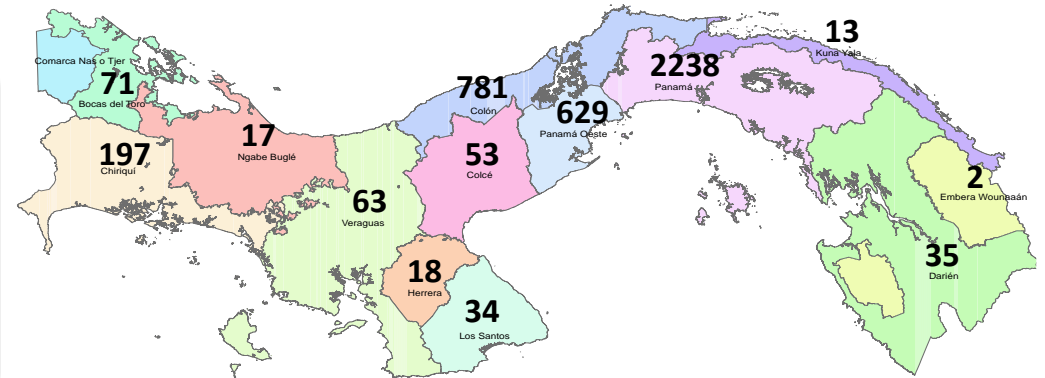 13
Kuna Yala
Comarca Nas o Tjer
71
Bocas del Toro
2238
Panamá
781
Colón
629
Panamá Oeste
17
Ngabe Buglé
197
Chiriquí
53
Colcé
2
Embera Wounaaán
63
Veraguas
35
Darién
18
Herrera
34
Los Santos